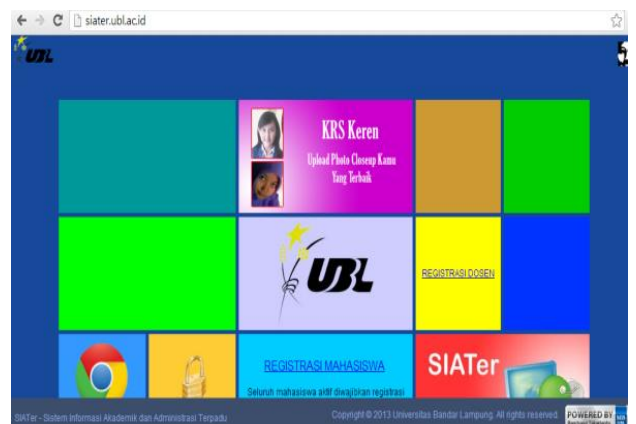 siater.ubl.ac.id
UBL
KRS Keren
Upload Photo Closeup Kamu
Yang Terbaik
UBL
REGISTRASI DOSEN
REGISTRASI MAHASISWA
Seluruh mahasiswa aktif diwajibkan registrasi
SIATer
SIATer - Sistem Informasi Akademik dan Administrasi Terpadu
Copyright © 2013 Universitas Bandar Lampung. All rights reserved.
POWERED BY